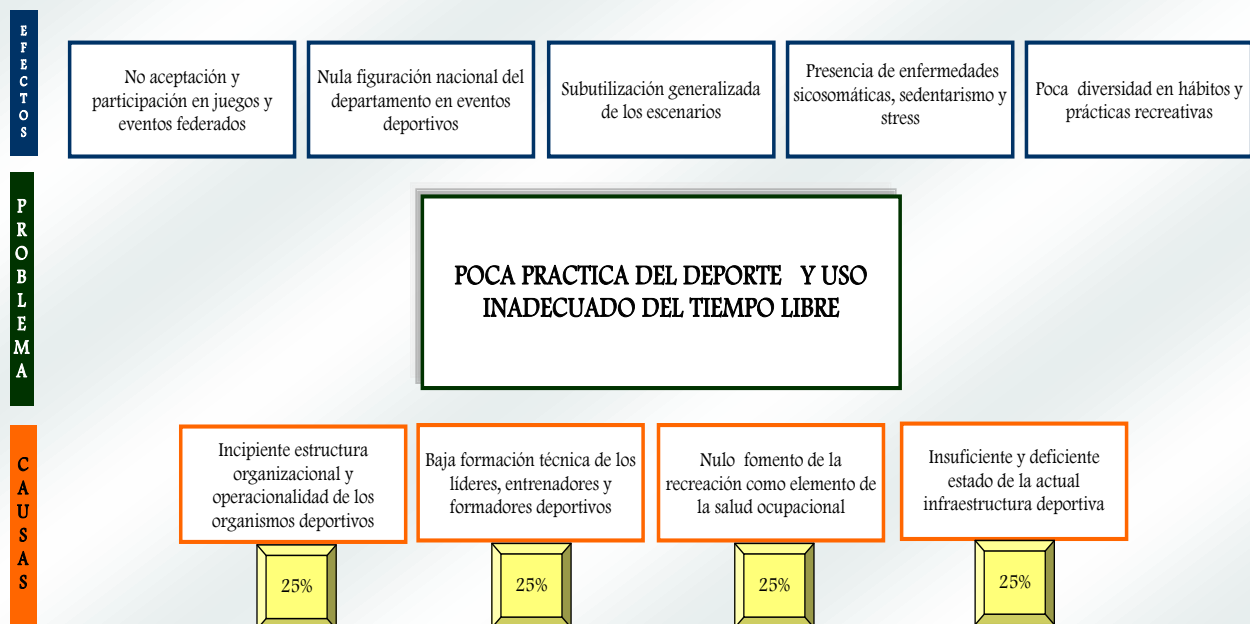 EFECTOS
No aceptación y
participación en juegos y
eventos federados
Nula figuración nacional del
departamento en eventos
deportivos
Subutilización generalizada
de los escenarios
Presencia de enfermedades
sicosomáticas, sedentarismo y
stress
Poca diversidad en hábitos y
prácticas recreativas
PROBLEMA
POCA PRACTICA DEL DEPORTE Y USO
INADECUADO DEL TIEMPO LIBRE
CAUSAS
Incipiente estructura
organizacional y
operacionalidad de los
organismos deportivos
Baja formación técnica de los
líderes, entrenadores y
formadores deportivos
Nulo fomento de la
recreación como elemento de
la salud ocupacional
Insuficiente y deficiente
estado de la actual
infraestructura deportiva
25%
25%
25%
25%